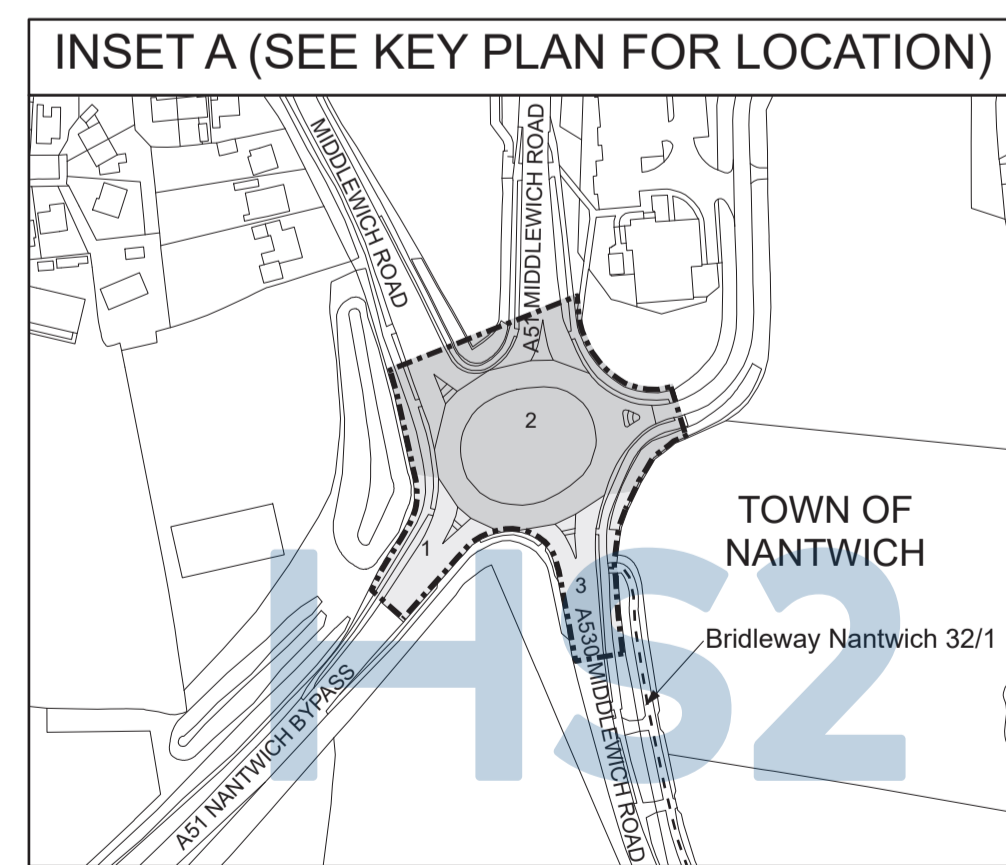 INSET A (SEE KEY PLAN FOR LOCATION)
MIDDLEWICH ROAD
A51 MIDDLEWICH ROAD
2
TOWN OF
NANTWICH
1
3
A530 MIDDLEWICH ROAD
Bridleway Nantwich 32/1
A51 NANTWICH BYPASS
HS2